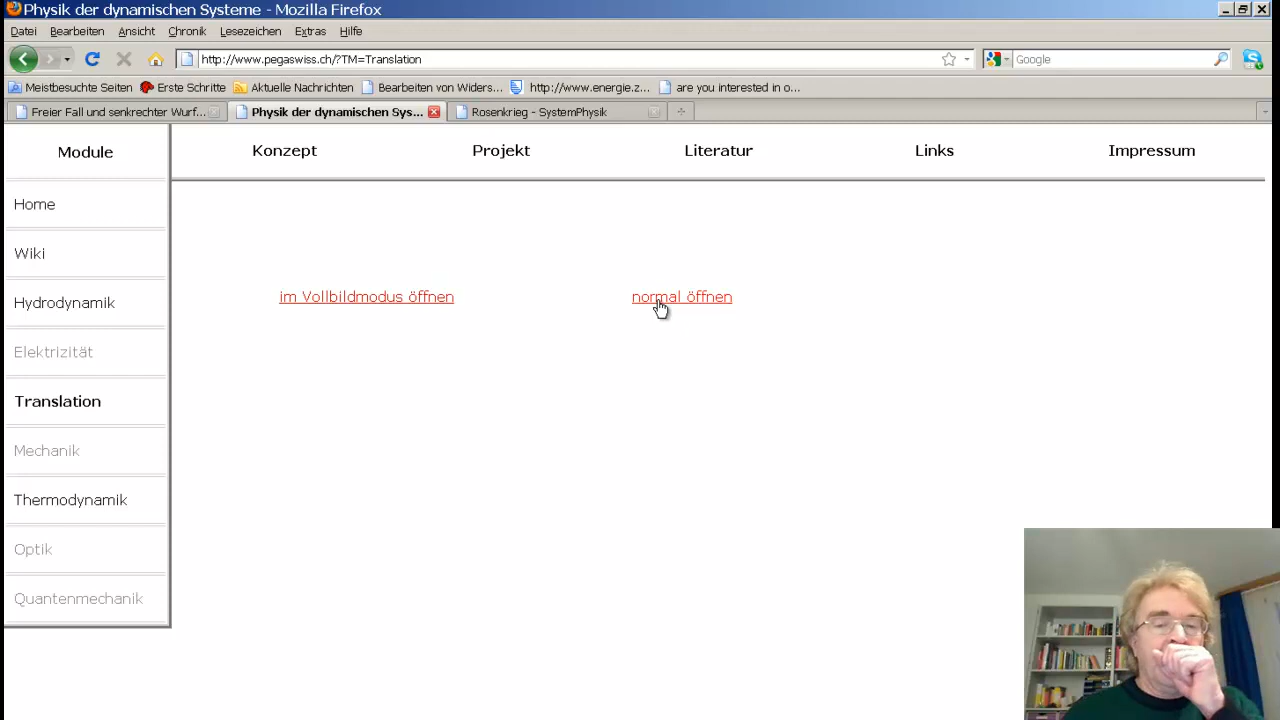 Physik der dynamischen Systeme - Mozilla Firefox
Datei Bearbeiten Ansicht Chronik Lesezeichen Extras Hilfe
http://www.pegaswiss.ch/?TM=Translation
Google
Meistbesuchte Seiten Erste Schritte Aktuelle Nachrichten Bearbeiten von Widers... http://www.energie.z... are you interested in o...
Freier Fall und senkrechter Wurf... Physik der dynamischen Sys... Rosenkrieg - SystemPhysik
Module Konzept Projekt Literatur Links Impressum
Home
Wiki
im Vollbildmodus öffnen normal öffnen
Hydrodynamik
Elektrizität
Translation
Mechanik
Thermodynamik
Optik
Quantenmechanik